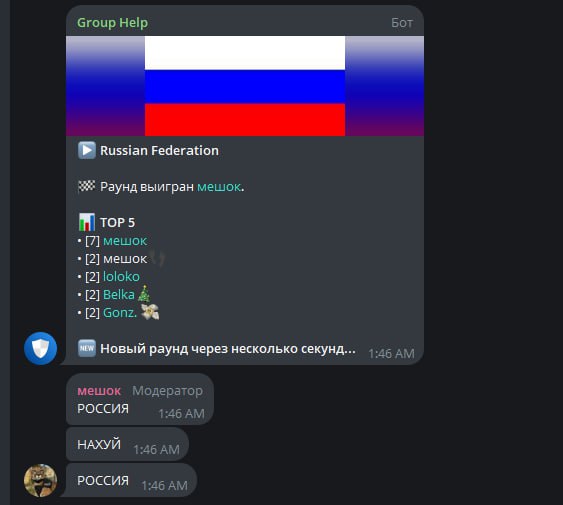 Group Help Бот
Russian Federation
Раунд выигран мешок.
TOP 5
• [7] мешок
• [2] мешок
• [2] loloko
• [2] Belka
• [2] Gonz.
NEW Новый раунд через несколько секунд... 1:46 AM
мешок Модератор
РОССИЯ 1:46 AM
НАХУЙ 1:46 AM
РОССИЯ 1:46 AM